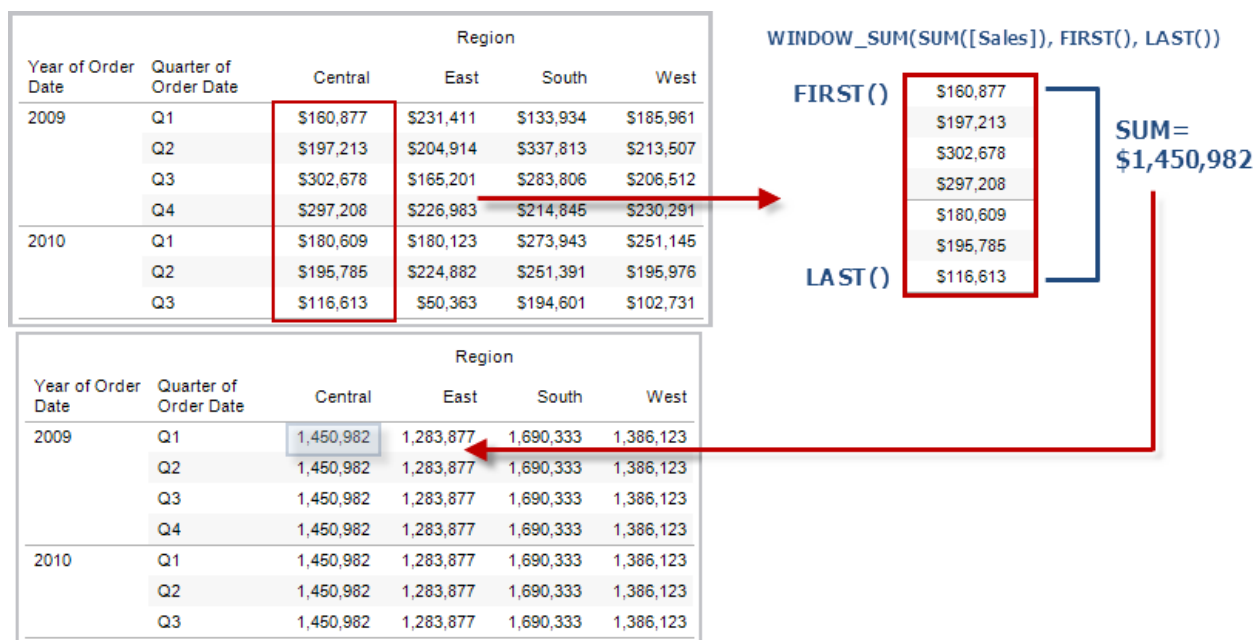 Region
Year of Order Date Quarter of Order Date Central East South West
2009 Q1 $160,877 $231,411 $133,934 $185,961
Q2 $197,213 $204,914 $337,813 $213,507
Q3 $302,678 $165,201 $283,806 $206,512
Q4 $297,208 $226,983 $214,845 $230,291
2010 Q1 $180,609 $180,123 $273,943 $251,145
Q2 $195,785 $224,882 $251,391 $195,976
Q3 $116,613 $50,363 $194,601 $102,731
WINDOW_SUM(SUM([Sales]), FIRST(), LAST())
FIRST() $160,877
$197,213
$302,678
$297,208
$180,609
$195,785
LAST() $116,613
SUM=
$1,450,982
Region
Year of Order Date Quarter of Order Date Central East South West
2009 Q1 1,450,982 1,283,877 1,690,333 1,386,123
Q2 1,450,982 1,283,877 1,690,333 1,386,123
Q3 1,450,982 1,283,877 1,690,333 1,386,123
Q4 1,450,982 1,283,877 1,690,333 1,386,123
2010 Q1 1,450,982 1,283,877 1,690,333 1,386,123
Q2 1,450,982 1,283,877 1,690,333 1,386,123
Q3 1,450,982 1,283,877 1,690,333 1,386,123